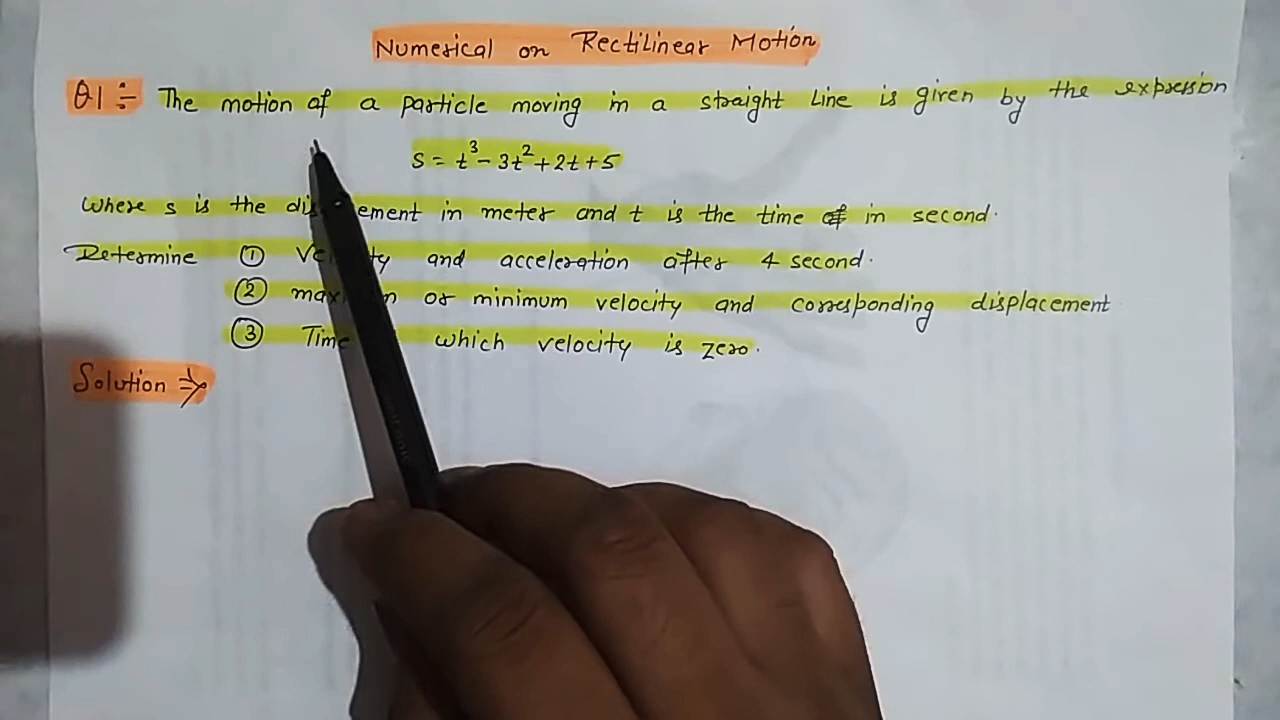 Numerical on Rectilinear Motion
Q1 :- The motion of a particle moving in a straight Line is given by the expression
S = t³ - 3t² + 2t + 5
Where s is the ement in meter and t is the time of in second.
Determine ① and acceleration after 4 second.
② or minimum velocity and corresponding displacement
③ Time which velocity is zero.
Solution ⇒